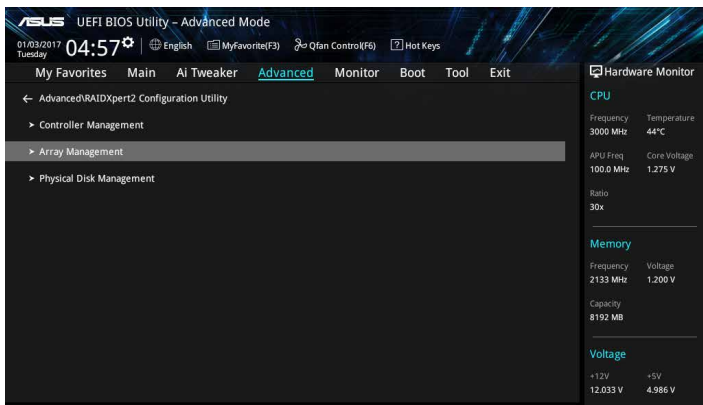 ASUS UEFI BIOS Utility – Advanced Mode
01/03/2017 Tuesday 04:57 English MyFavorite(F3) Qfan Control(F6) ? Hot Keys
My Favorites Main Ai Tweaker Advanced Monitor Boot Tool Exit
← Advanced\RAIDXpert2 Configuration Utility
> Controller Management
> Array Management
> Physical Disk Management
Hardware Monitor
CPU
Frequency Temperature
3000 MHz 44°C
APU Freq Core Voltage
100.0 MHz 1.275 V
Ratio
30x
Memory
Frequency Voltage
2133 MHz 1.200 V
Capacity
8192 MB
Voltage
+12V +5V
12.033 V 4.986 V